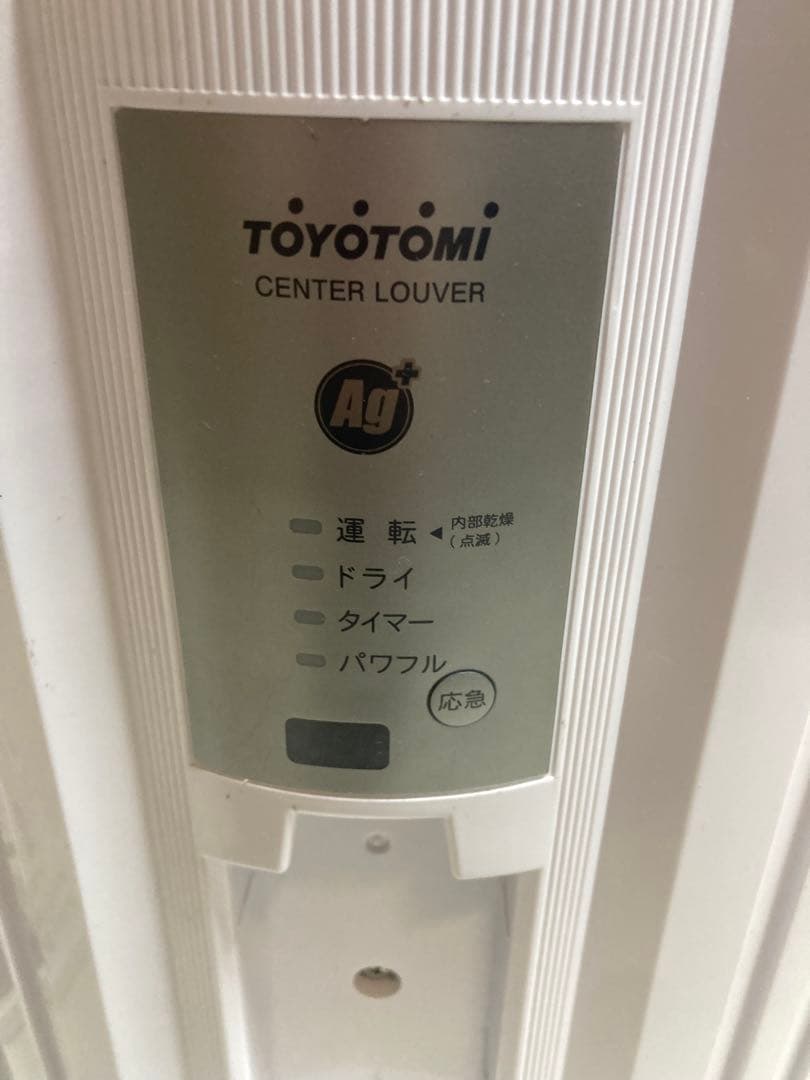 TOYOTOMI
CENTER LOUVER
Ag+
運転 ◀ 内部乾燥
(点滅)
ドライ
タイマー
パワフル
応急